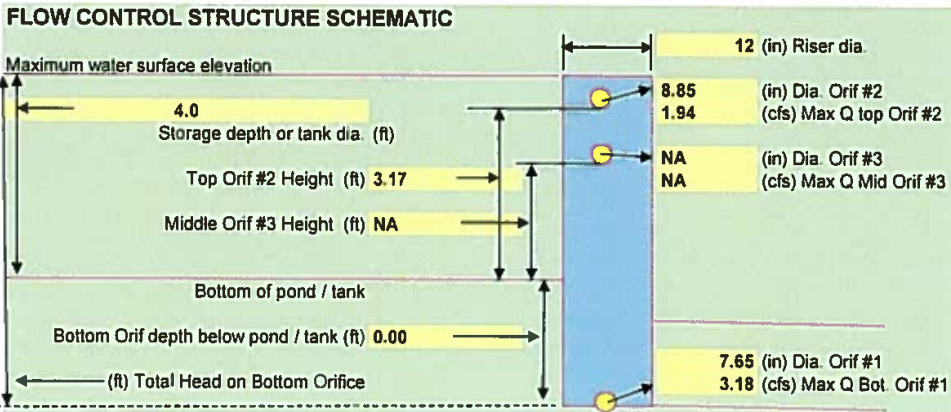 FLOW CONTROL STRUCTURE SCHEMATIC
12 (in) Riser dia.
Maximum water surface elevation
8.85 (in) Dia. Orif #2
4.0
1.94 (cfs) Max Q top Orif #2
Storage depth or tank dia. (ft)
NA (in) Dia. Orif #3
Top Orif #2 Height (ft) 3.17
NA (cfs) Max Q Mid Orif #3
Middle Orif #3 Height (ft) NA
Bottom of pond / tank
Bottom Orif depth below pond / tank (ft) 0.00
7.65 (in) Dia. Orif #1
(ft) Total Head on Bottom Orifice
3.18 (cfs) Max Q Bot. Orif #1